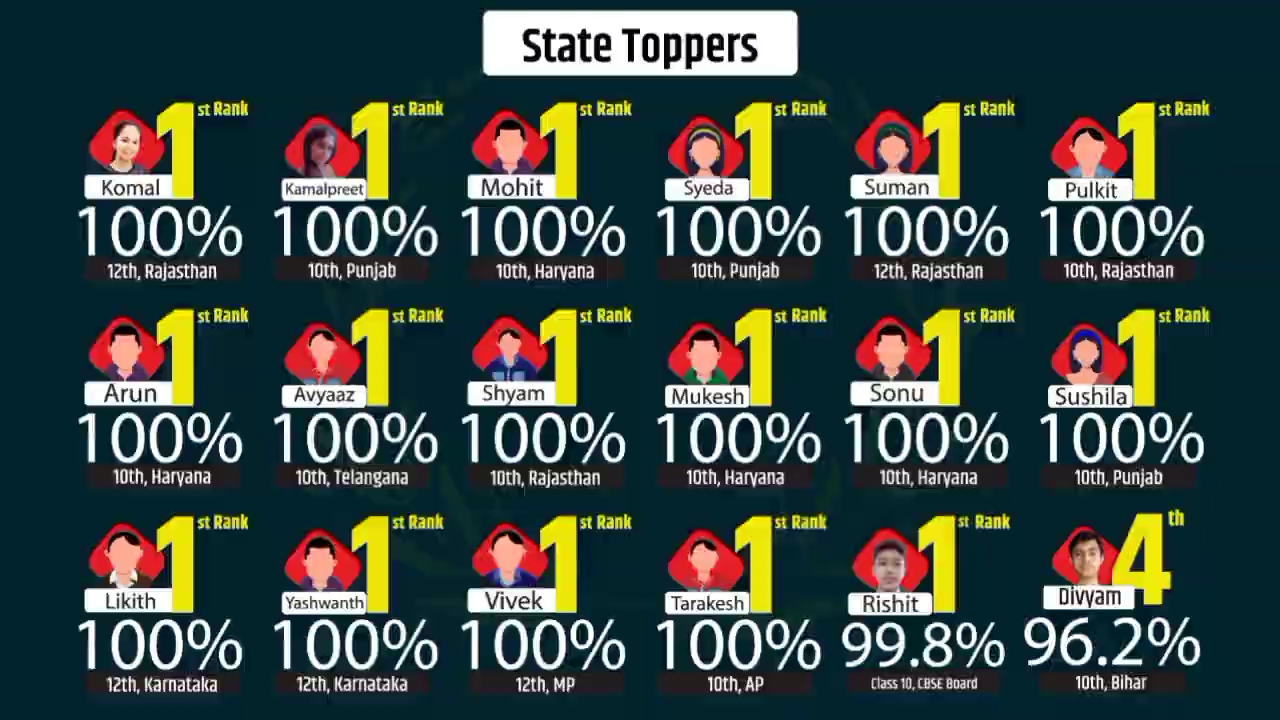 State Toppers
1st Rank
Komal
100%
12th, Rajasthan
1st Rank
Kamalpreet
100%
10th, Punjab
1st Rank
Mohit
100%
10th, Haryana
1st Rank
Syeda
100%
10th, Punjab
1st Rank
Suman
100%
12th, Rajasthan
1st Rank
Pulkit
100%
10th, Rajasthan
1st Rank
Arun
100%
10th, Haryana
1st Rank
Avyaaz
100%
10th, Telangana
1st Rank
Shyam
100%
10th, Rajasthan
1st Rank
Mukesh
100%
10th, Haryana
1st Rank
Sonu
100%
10th, Haryana
1st Rank
Sushila
100%
10th, Punjab
1st Rank
Likith
100%
12th, Karnataka
1st Rank
Yashwanth
100%
12th, Karnataka
1st Rank
Vivek
100%
12th, MP
1st Rank
Tarakesh
100%
10th, AP
1st Rank
Rishit
99.8%
Class 10, CBSE Board
4th
Divyam
96.2%
10th, Bihar